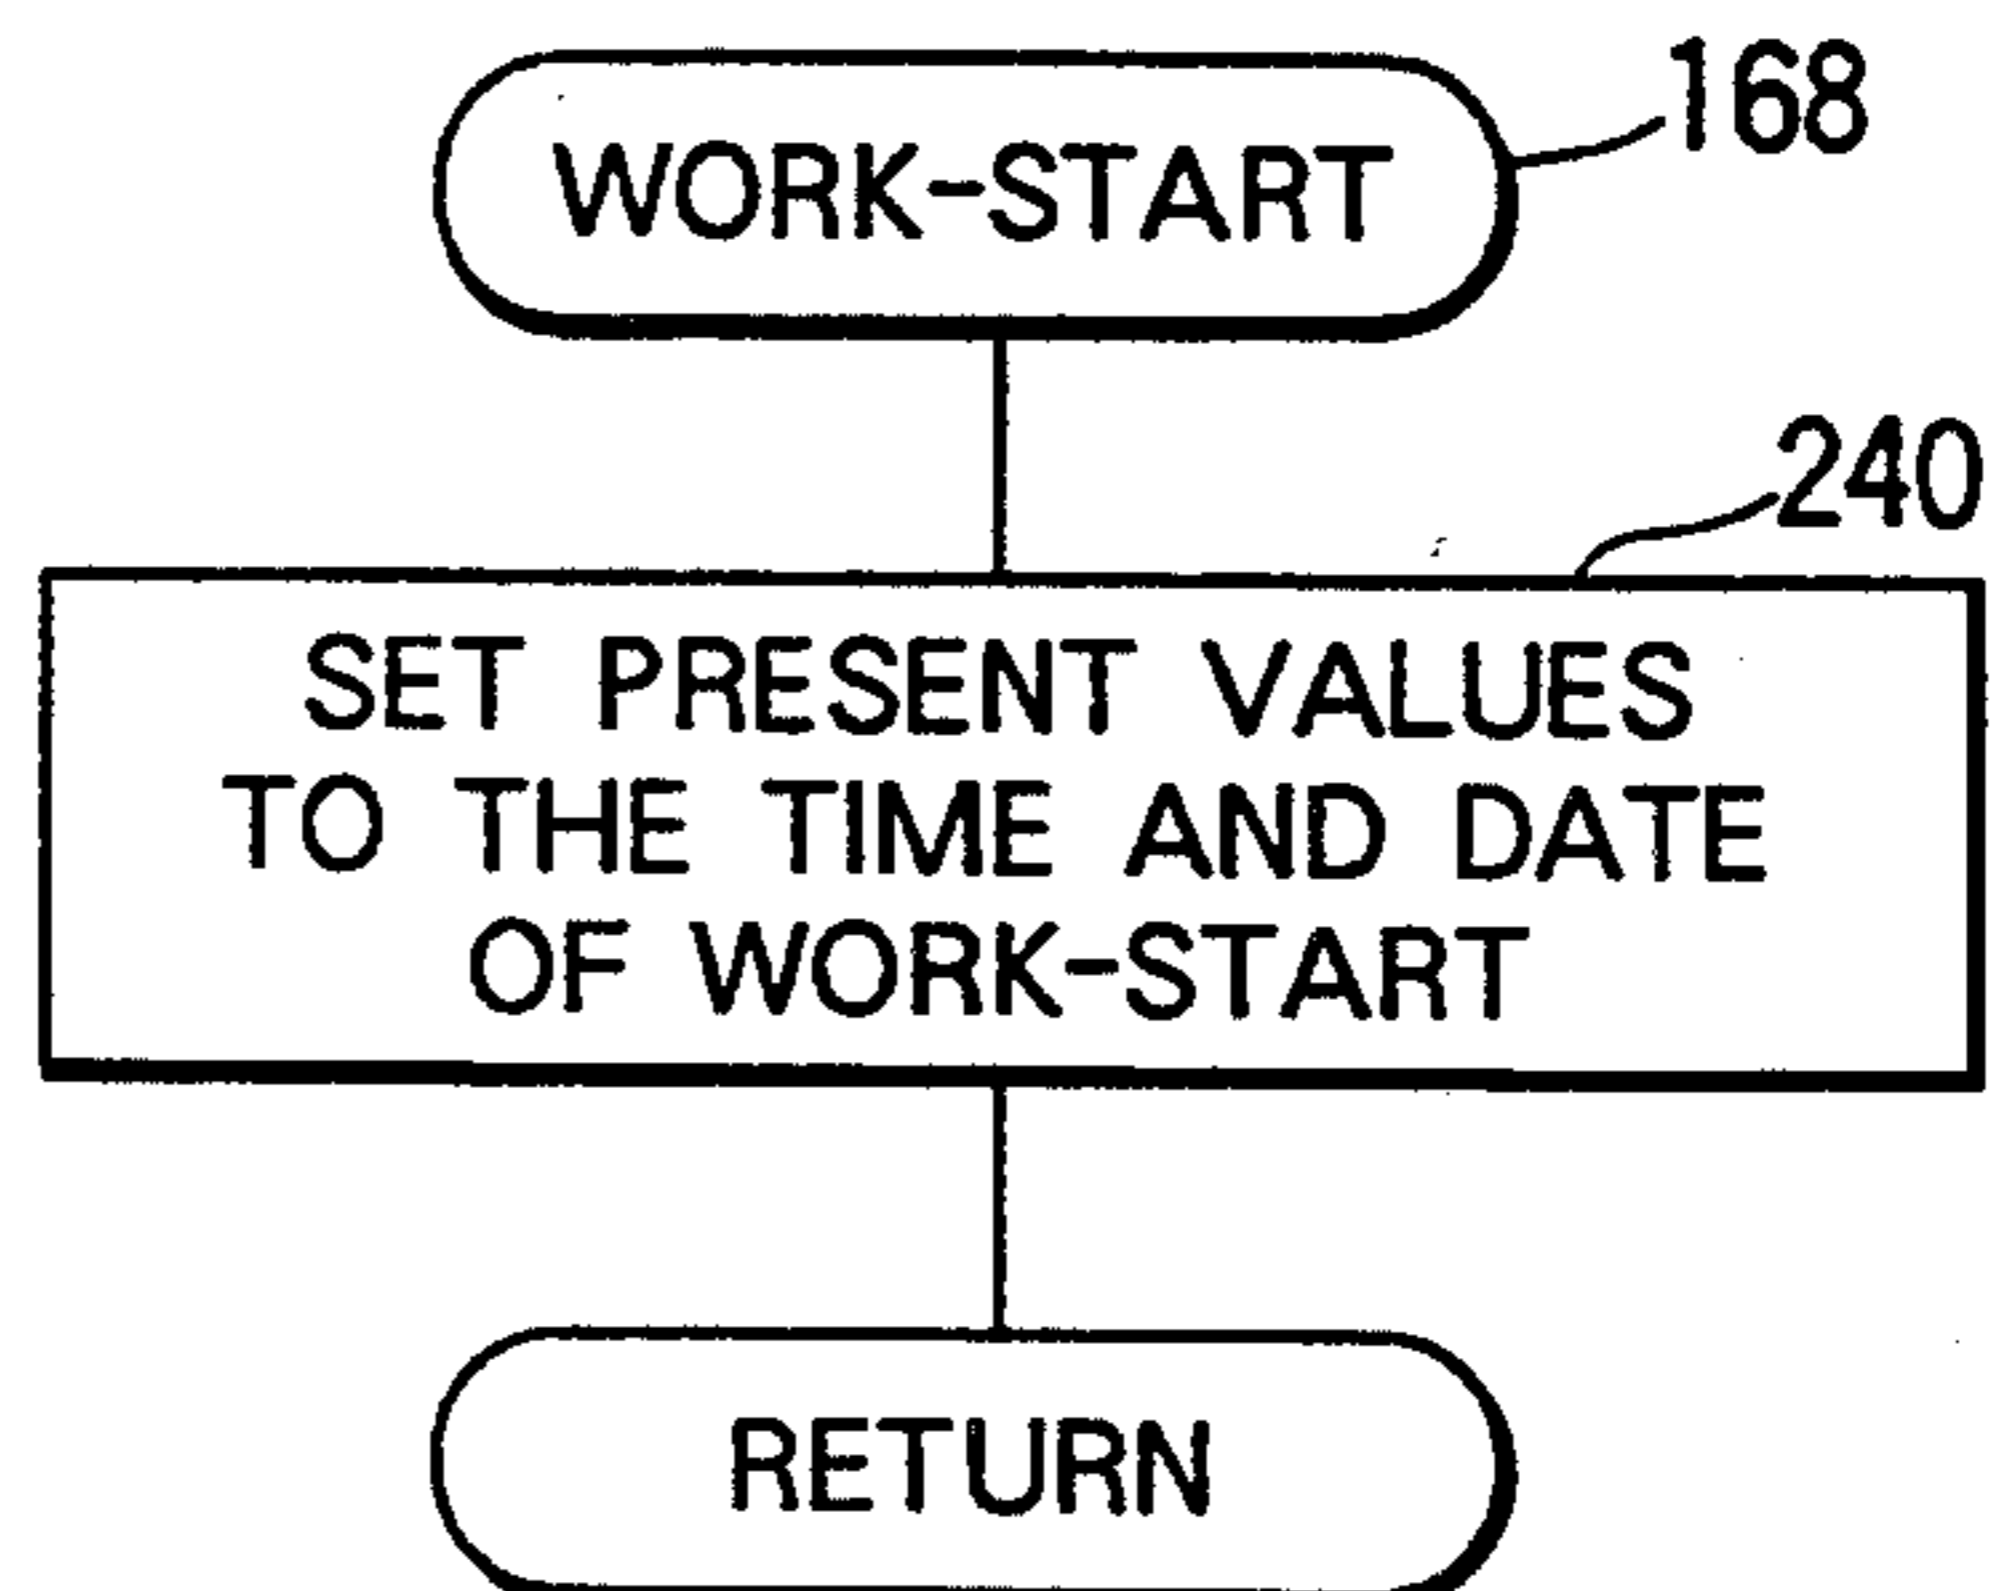 168
WORK-START
240
SET PRESENT VALUES
TO THE TIME AND DATE
OF WORK-START
RETURN